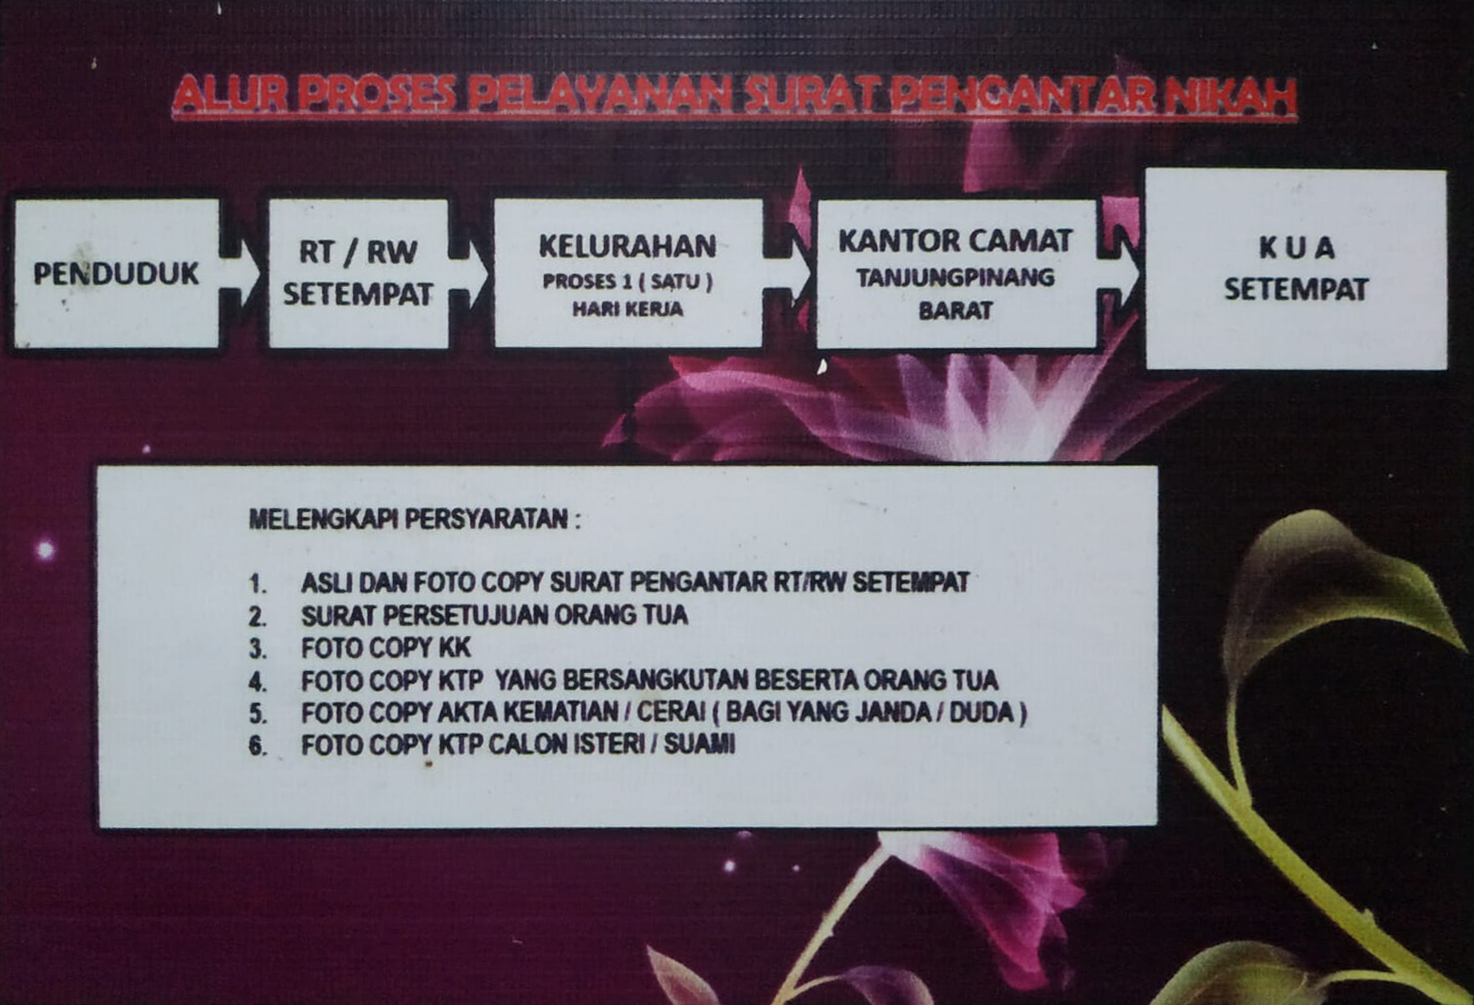 ALUR PROSES PELAYANAN SURAT PENGANTAR NIKAH
PENDUDUK
RT / RW
SETEMPAT
KELURAHAN
PROSES 1 ( SATU )
HARI KERJA
KANTOR CAMAT
TANJUNGPINANG
BARAT
K U A
SETEMPAT
MELENGKAPI PERSYARATAN :
1. ASLI DAN FOTO COPY SURAT PENGANTAR RT/RW SETEMPAT
2. SURAT PERSETUJUAN ORANG TUA
3. FOTO COPY KK
4. FOTO COPY KTP YANG BERSANGKUTAN BESERTA ORANG TUA
5. FOTO COPY AKTA KEMATIAN / CERAI ( BAGI YANG JANDA / DUDA )
6. FOTO COPY KTP CALON ISTERI / SUAMI